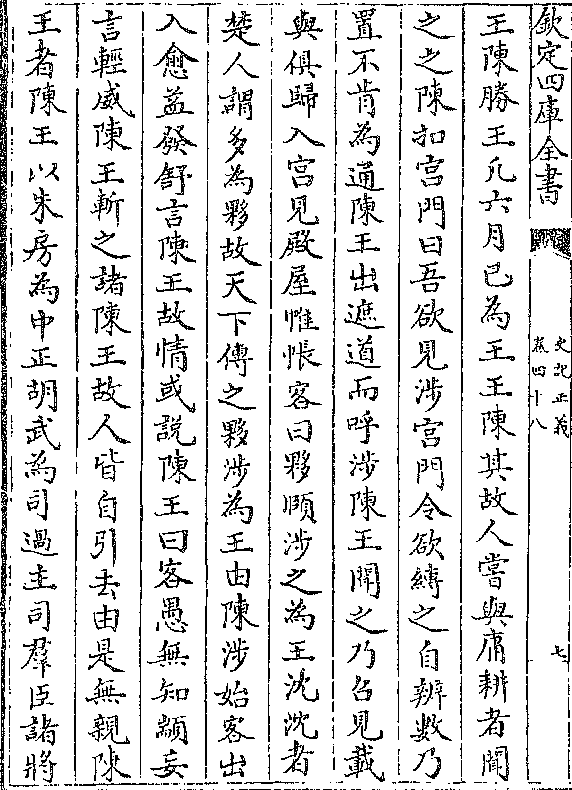 欽定四庫全書
史記正義
卷四十八
七
王陳勝王凡六月已為王王陳其故人嘗與庸耕者聞
之之陳扣宮門曰吾欲見涉宮門令欲縛之自辨數乃
置不肯為通陳王出遮道而呼涉陳王聞之乃召見載
與俱歸入宮見殿屋帷帳客曰夥頤涉之為王沈沈者
楚人謂多為夥故天下傳之夥涉為王由陳涉始客出
入愈益發舒言陳王故情或說陳王曰客愚無知顓妄
言輕威陳王斬之諸陳王故人皆自引去由是無親陳
王者陳王以朱房為中正胡武為司過主司羣臣諸將